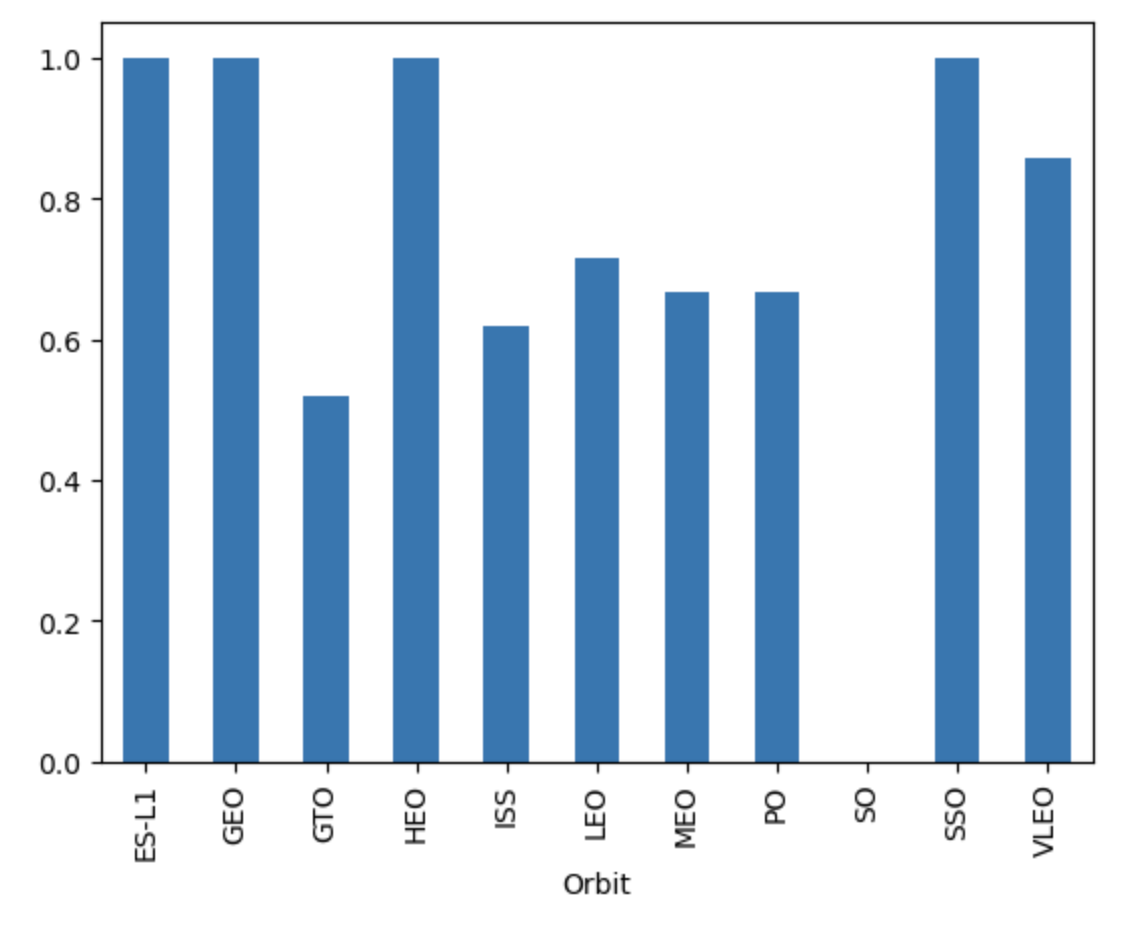 1.0
0.8
0.6
0.4
0.2
0.0
ES-L1
GEO
GTO
HEO
ISS
LEO
MEO
PO
SO
SSO
VLEO
Orbit